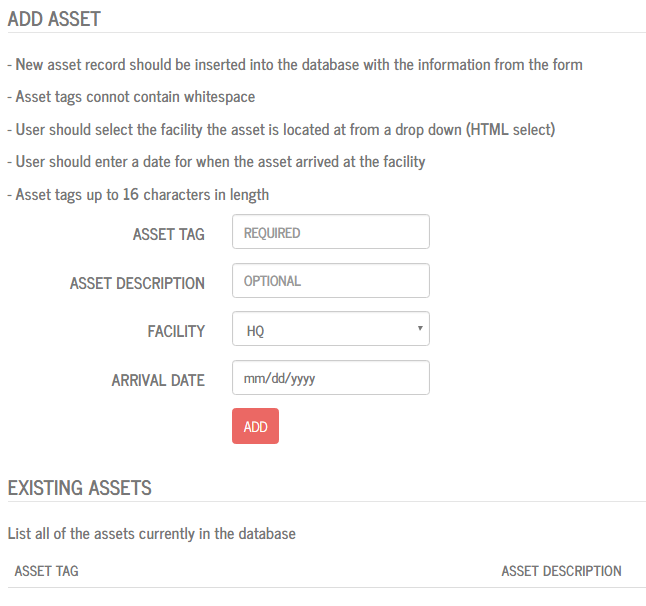 ADD ASSET
- New asset record should be inserted into the database with the information from the form
- Asset tags connot contain whitespace
- User should select the facility the asset is located at from a drop down (HTML select)
- User should enter a date for when the asset arrived at the facility
- Asset tags up to 16 characters in length
ASSET TAG REQUIRED
ASSET DESCRIPTION OPTIONAL
FACILITY HQ
ARRIVAL DATE mm/dd/yyyy
ADD
EXISTING ASSETS
List all of the assets currently in the database
ASSET TAG ASSET DESCRIPTION